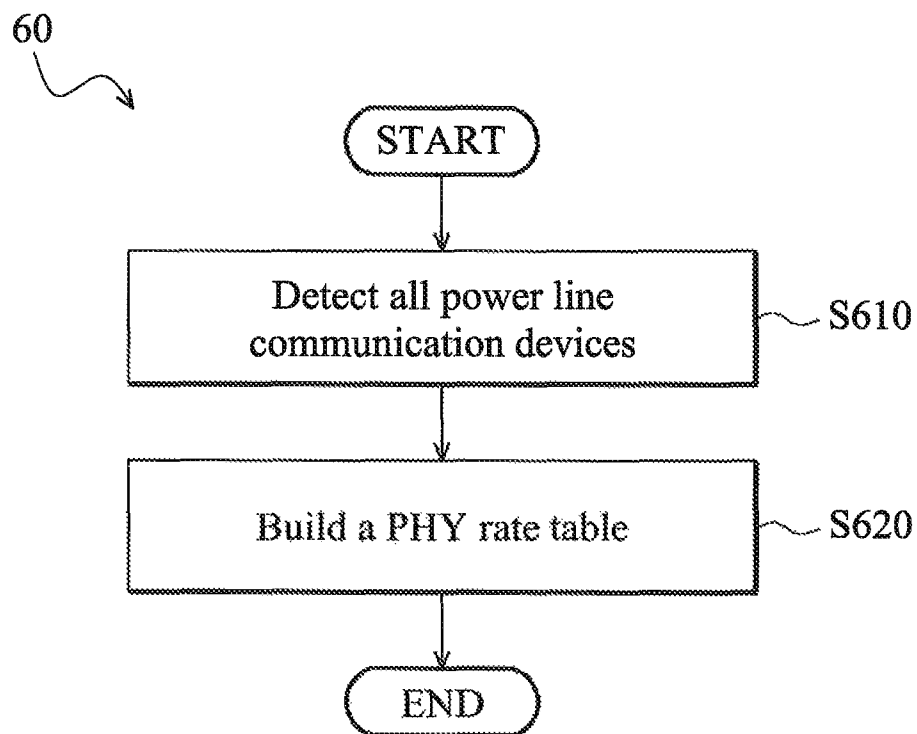 60
START
Detect all power line
communication devices
S610
Build a PHY rate table
S620
END